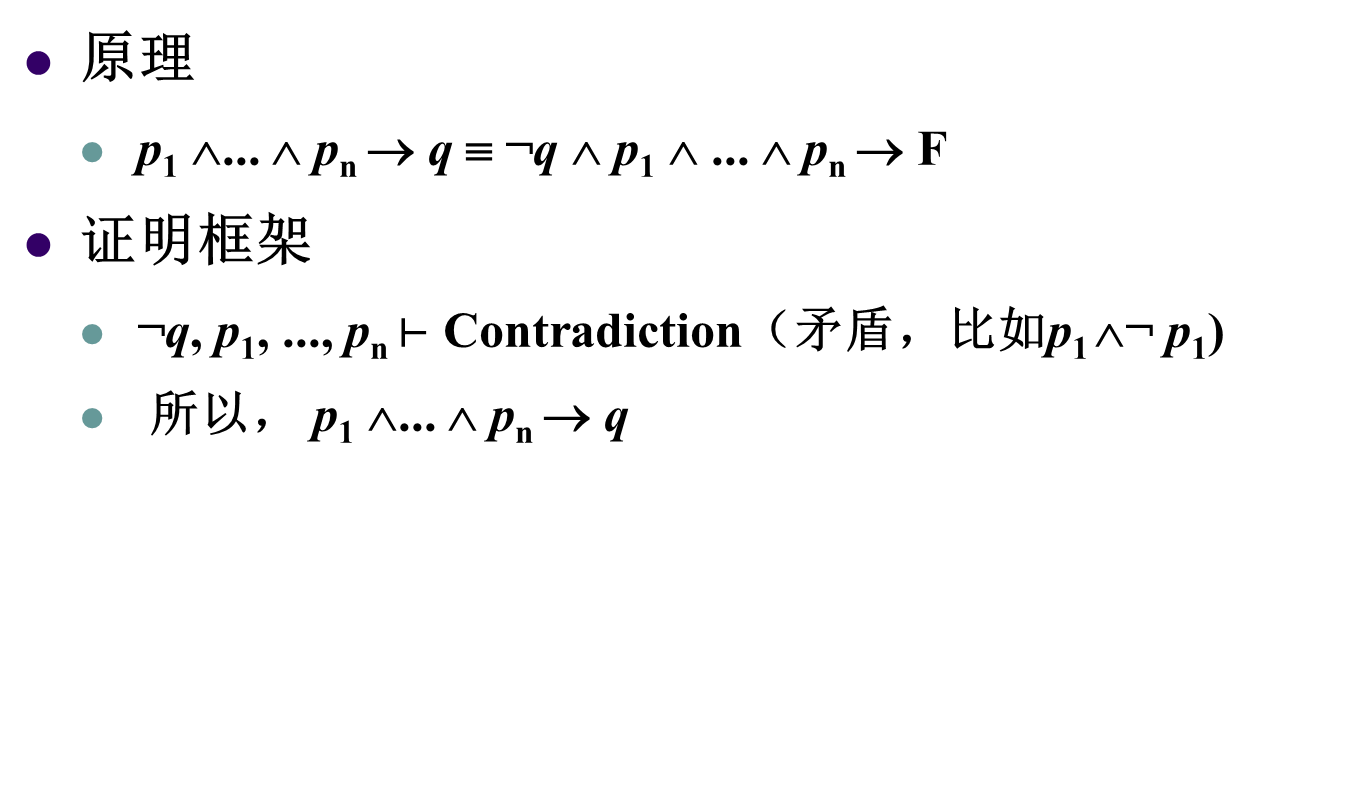 原理
p₁ ∧... ∧ pₙ → q ≡ ¬q ∧ p₁ ∧ ... ∧ pₙ → F
证明框架
¬q, p₁, ..., pₙ ⊢ Contradiction（矛盾，比如p₁ ∧¬ p₁)
所以， p₁ ∧... ∧ pₙ → q